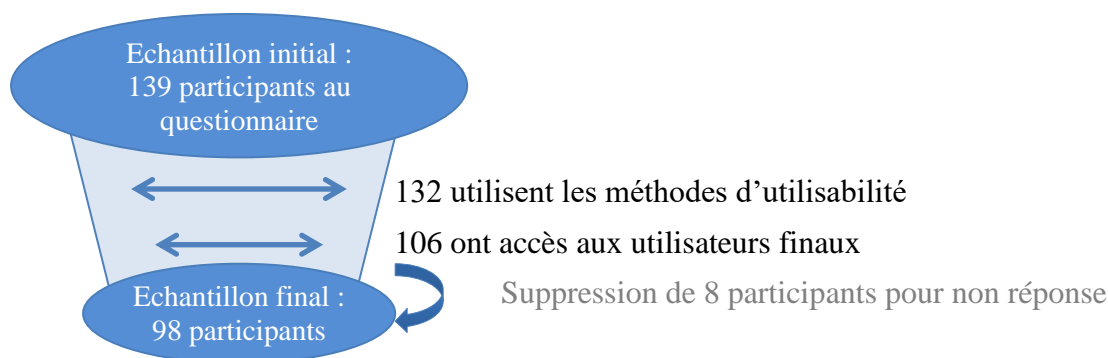 Echantillon initial :
139 participants au
questionnaire
132 utilisent les méthodes d’utilisabilité
106 ont accès aux utilisateurs finaux
Suppression de 8 participants pour non réponse
Echantillon final :
98 participants